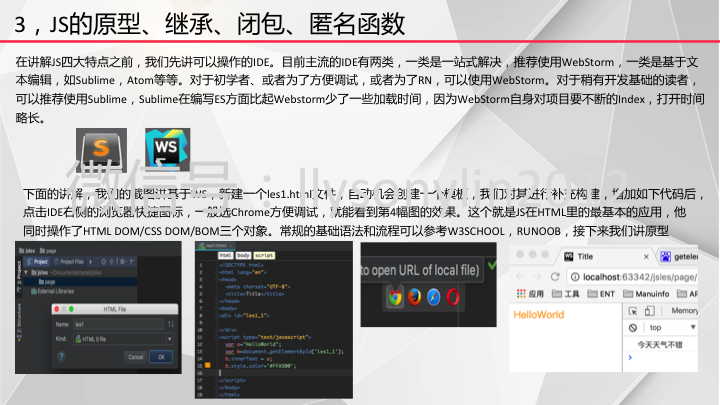 3，JS的原型、继承、闭包、匿名函数
在讲解JS四大特点之前，我们先讲可以操作的IDE。目前主流的IDE有两类，一类是一站式解决，推荐使用WebStorm，一类是基于文
本编辑，如Sublime，Atom等等。对于初学者、或者为了方便调试，或者为了RN，可以使用WebStorm。对于稍有开发基础的读者，
可以推荐使用Sublime，Sublime在编写ES方面比起Webstorm少了一些加载时间，因为WebStorm自身对项目要不断的Index，打开时间
略长。
S
WS
微信号：llysonylin2012
下面的讲解，我们的截图讲基于WS，新建一个les1.html文件，自动机会创建一个模板，我们对其进行补充构建，增加如下代码后，
点击IDE右侧的浏览器快捷图标，一般选Chrome方便调试，就能看到第4幅图的效果。这个就是JS在HTML里的最基本的应用，他
同时操作了HTML DOM/CSS DOM/BOM三个对象。常规的基础语法和流程可以参考W3SCHOOL，RUNOOB，接下来我们讲原型
jsles page
Project Project Files
jsles
page
External Libraries
HTML File
Name: les1
Kind: HTML 5 file
Cancel OK
html body script
<!DOCTYPE html>
<html lang="en">
<head>
<meta charset="UTF-8">
<title>Title</title>
</head>
<body>
<div id="les1_1">
</div>
<script type="text/javascript">
var a="HelloWorld";
var b=document.getElementById('les1_1');
b.innerText = a;
b.style.color="#FFA500";
</script>
</body>
</html>
to open URL of local file)
Title
getelem
localhost:63342/jsles/page/
应用 工具 ENT Manuinfo AF
HelloWorld
Memory
top
今天天气不错